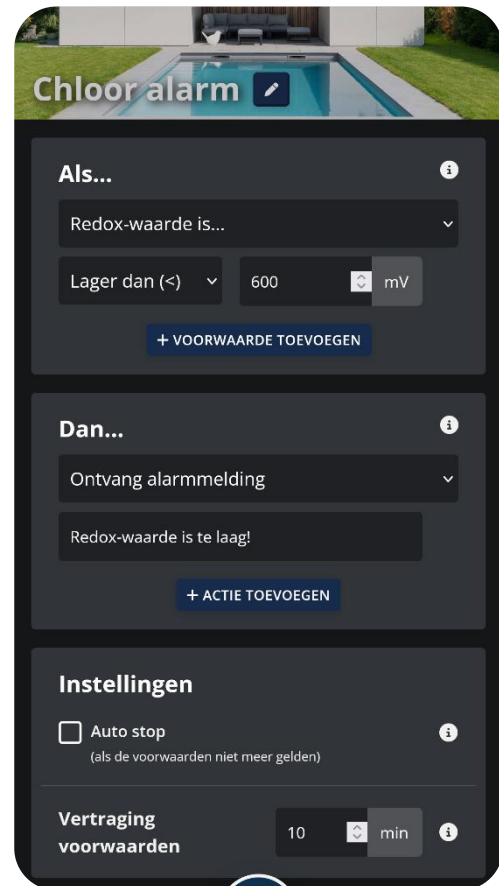 Chloor alarm
Als...
Redox-waarde is...
Lager dan (<) 600 mV
+ VOORWAARDE TOEVOEGEN
Dan...
Ontvang alarmmelding
Redox-waarde is te laag!
+ ACTIE TOEVOEGEN
Instellingen
Auto stop
(als de voorwaarden niet meer gelden)
Vertraging
voorwaarden
10 min